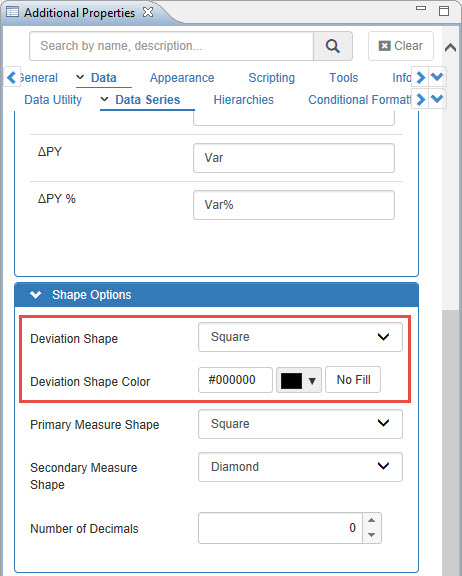 Additional Properties
Search by name, description...
Clear
General Data Appearance Scripting Tools Info
Data Utility Data Series Hierarchies Conditional Formatt
ΔPY Var
ΔPY % Var%
Shape Options
Deviation Shape Square
Deviation Shape Color #000000 No Fill
Primary Measure Shape Square
Secondary Measure Diamond
Shape
Number of Decimals 0